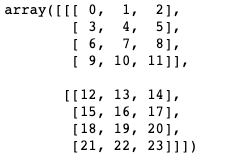 array([[[ 0, 1, 2],
[ 3, 4, 5],
[ 6, 7, 8],
[ 9, 10, 11]],
[[12, 13, 14],
[15, 16, 17],
[18, 19, 20],
[21, 22, 23]]])